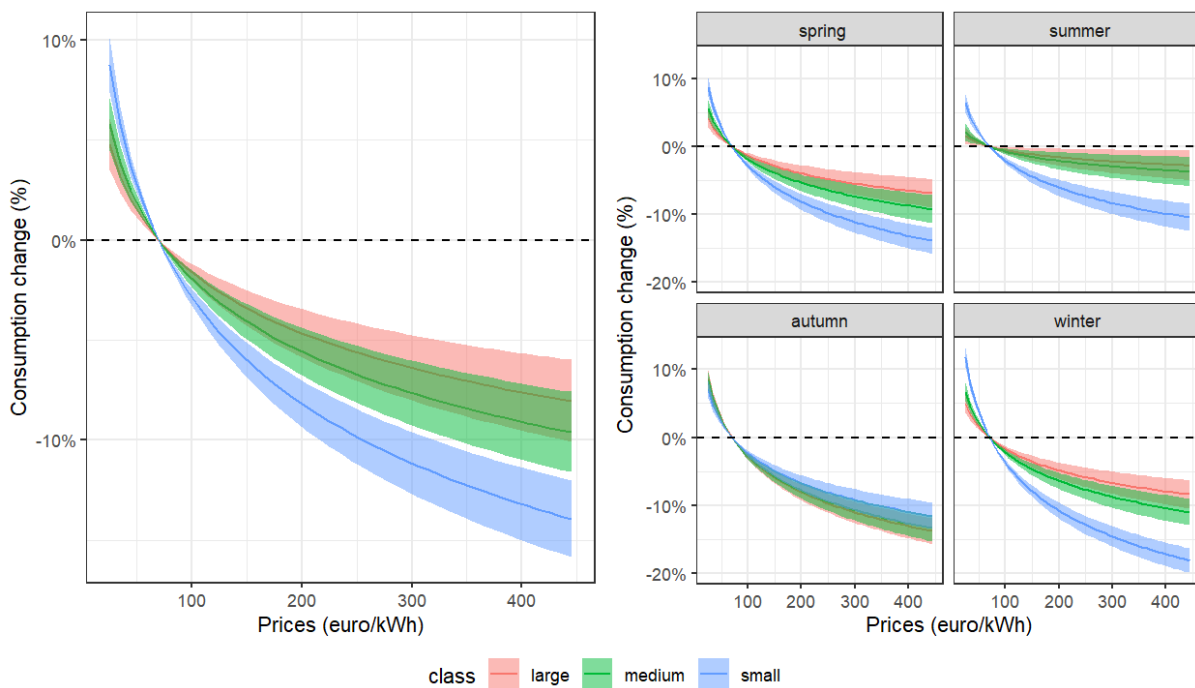 10%
0%
-10%
Consumption change (%)
100
200
300
400
Prices (euro/kWh)
spring
summer
10%
0%
-10%
-20%
autumn
winter
10%
0%
-10%
-20%
Consumption change (%)
100
200
300
400
100
200
300
400
Prices (euro/kWh)
class
large
medium
small